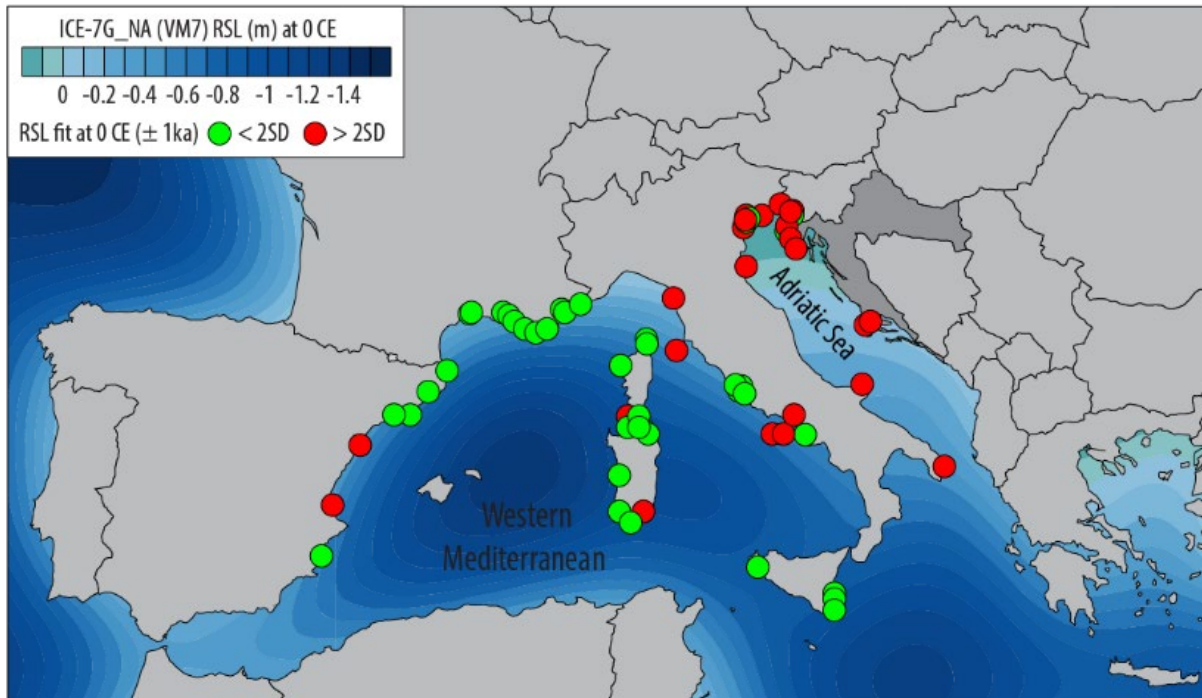 ICE-7G_NA (VM7) RSL (m) at 0 CE
0 -0.2 -0.4 -0.6 -0.8 -1 -1.2 -1.4
RSL fit at 0 CE (± 1ka) < 2SD > 2SD
Adriatic Sea
Western
Mediterranean